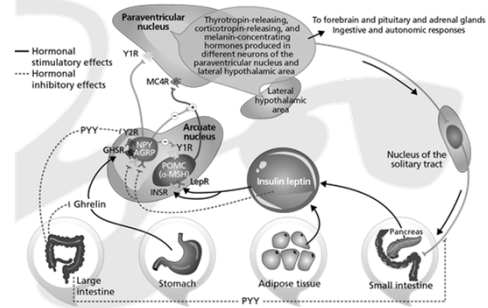 Paraventricular
nucleus
Thyrotropin-releasing,
corticotropin-releasing, and
melanin-concentrating
hormones produced in
different neurons of the
paraventricular nucleus and
lateral hypothalamic area
To forebrain and pituitary and adrenal glands
Ingestive and autonomic responses
Hormonal
stimulatory effects
Hormonal
inhibitory effects
Y1R
MC4R
Lateral
hypothalamic
area
PYY
Y2R
Arcuate
nucleus
GHSR
NPY
AGRP
Y1R
POMC
(α-MSH)
LepR
INSR
Insulin leptin
Nucleus of the
solitary tract
Ghrelin
Pancreas
Large
intestine
Stomach
Adipose tissue
Small intestine
PYY